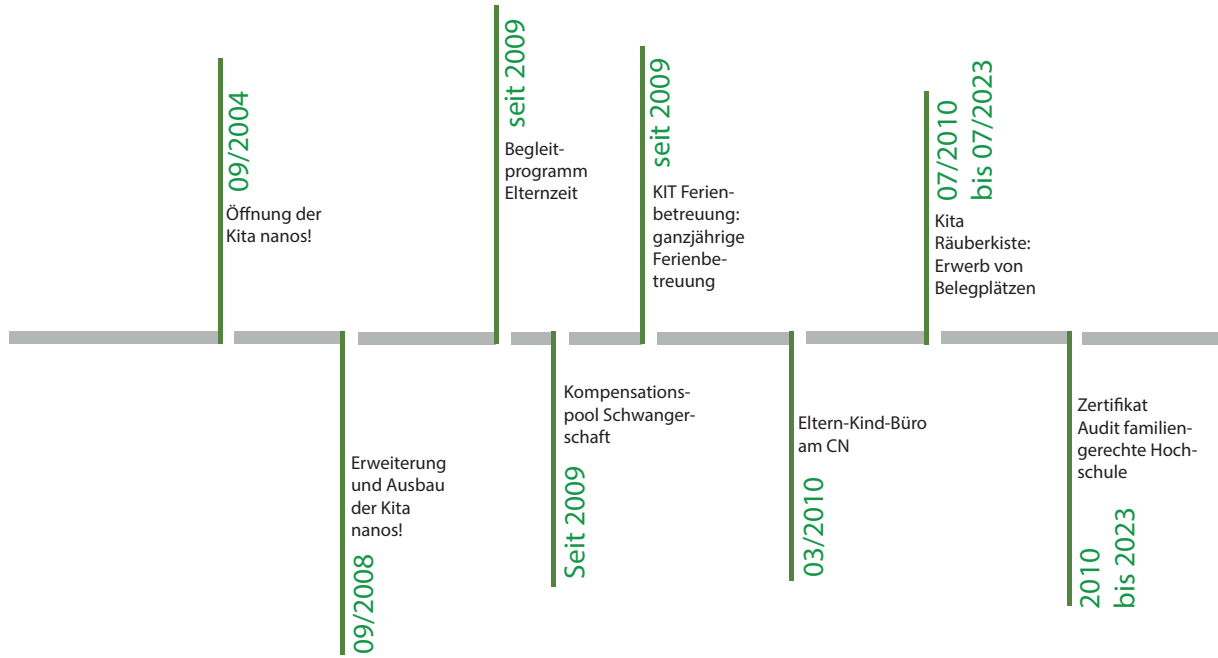 09/2004
Öffnung der
Kita nanos!
Erweiterung
und Ausbau
der Kita
nanos!
09/2008
seit 2009
Begleit-
programm
Elternzeit
Kompensations-
pool Schwanger-
schaft
Seit 2009
seit 2009
KIT Ferien-
betreuung:
ganzjährige
Ferienbe-
treuung
Eltern-Kind-Büro
am CN
03/2010
07/2010
bis 07/2023
Kita
Räuberkiste:
Erwerb von
Belegplätzen
Zertifikat
Audit familien-
gerechte Hoch-
schule
2010
bis 2023